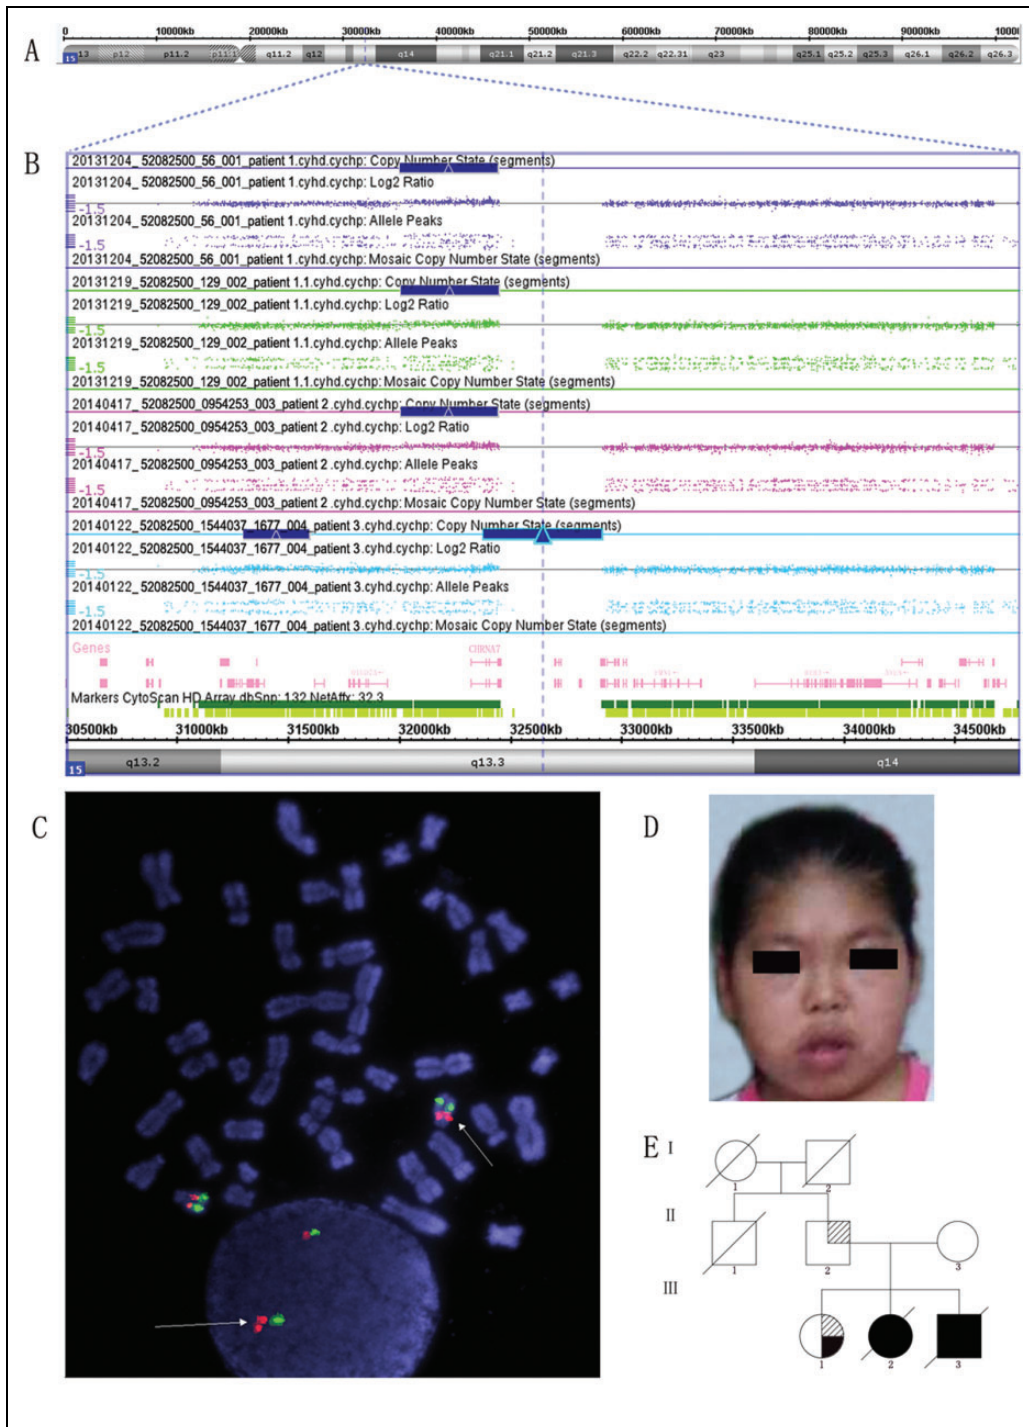 A
0 10000kb 20000kb 30000kb 40000kb 50000kb 60000kb 70000kb 80000kb 90000kb
15 q13 p12 p11.2 p11.1 q11.2 q12 q14 q21.1 q21.2 q21.3 q22.2 q22.31 q23 q25.1 q25.2 q25.3 q26.1 q26.2 q26.3
B
20131204_52082500_56_001_patient 1.cyhd.cychp: Copy Number State (segments)
20131204_52082500_56_001_patient 1.cyhd.cychp: Log2 Ratio
-1.5
20131204_52082500_56_001_patient 1.cyhd.cychp: Allele Peaks
-1.5
20131204_52082500_56_001_patient 1.cyhd.cychp: Mosaic Copy Number State (segments)
20131219_52082500_129_002_patient 1.1.cyhd.cychp: Copy Number State (segments)
20131219_52082500_129_002_patient 1.1.cyhd.cychp: Log2 Ratio
-1.5
20131219_52082500_129_002_patient 1.1.cyhd.cychp: Allele Peaks
-1.5
20131219_52082500_129_002_patient 1.1.cyhd.cychp: Mosaic Copy Number State (segments)
20140417_52082500_0954253_003_patient 2.cyhd.cychp: Copy Number State (segments)
20140417_52082500_0954253_003_patient 2.cyhd.cychp: Log2 Ratio
-1.5
20140417_52082500_0954253_003_patient 2.cyhd.cychp: Allele Peaks
-1.5
20140417_52082500_0954253_003_patient 2.cyhd.cychp: Mosaic Copy Number State (segments)
20140122_52082500_1544037_1677_004_patient 3.cyhd.cychp: Copy Number State (segments)
20140122_52082500_1544037_1677_004_patient 3.cyhd.cychp: Log2 Ratio
-1.5
20140122_52082500_1544037_1677_004_patient 3.cyhd.cychp: Allele Peaks
-1.5
20140122_52082500_1544037_1677_004_patient 3.cyhd.cychp: Mosaic Copy Number State (segments)
Genes CHRNA7
Markers CytoScan HD Array dbSnp: 132 NetAffx: 32.3
30500kb 31000kb 31500kb 32000kb 32500kb 33000kb 33500kb 34000kb 34500kb
15 q13.2 q13.3 q14
C
D
E
I
1 2
II
1 2 3
III
1 2 3